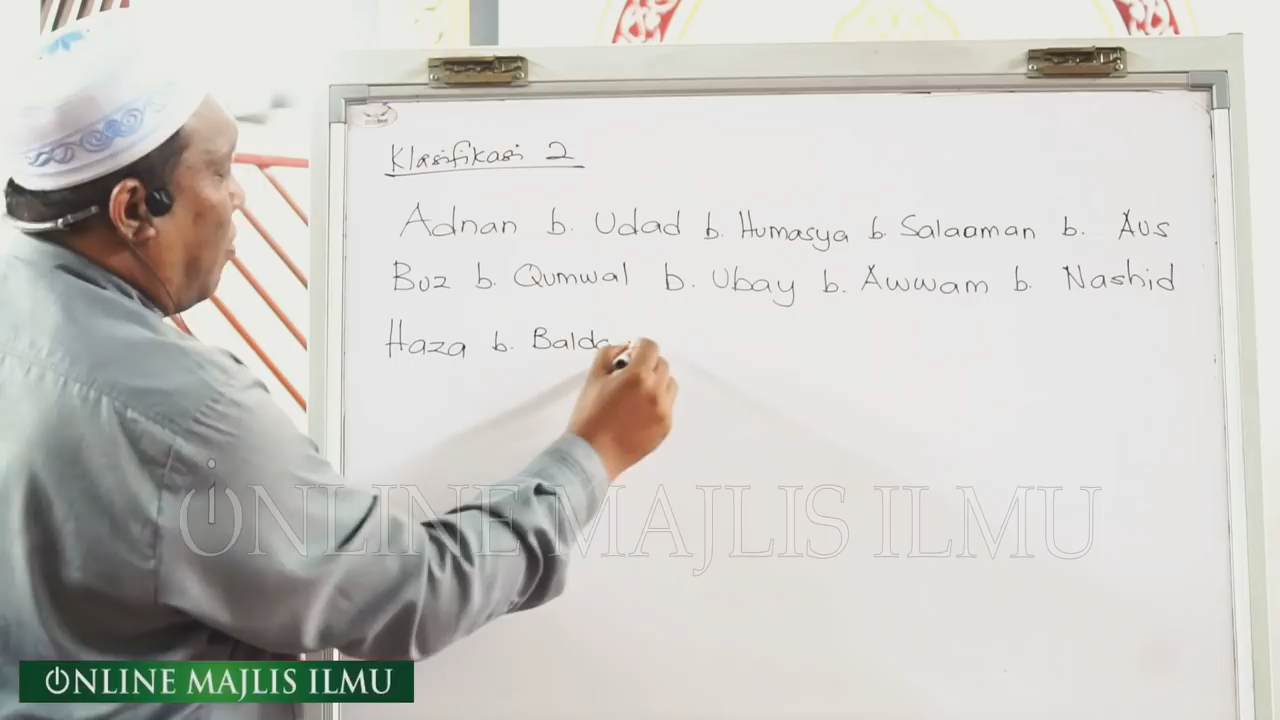 Klasifikasi 2
Adnan b. Udad b. Humasya b. Salaaman b. Aus
Buz b. Qumwal b. Ubay b. Awwam b. Nashid
Haza b. Balda
ONLINE MAJLIS ILMU
ONLINE MAJLIS ILMU